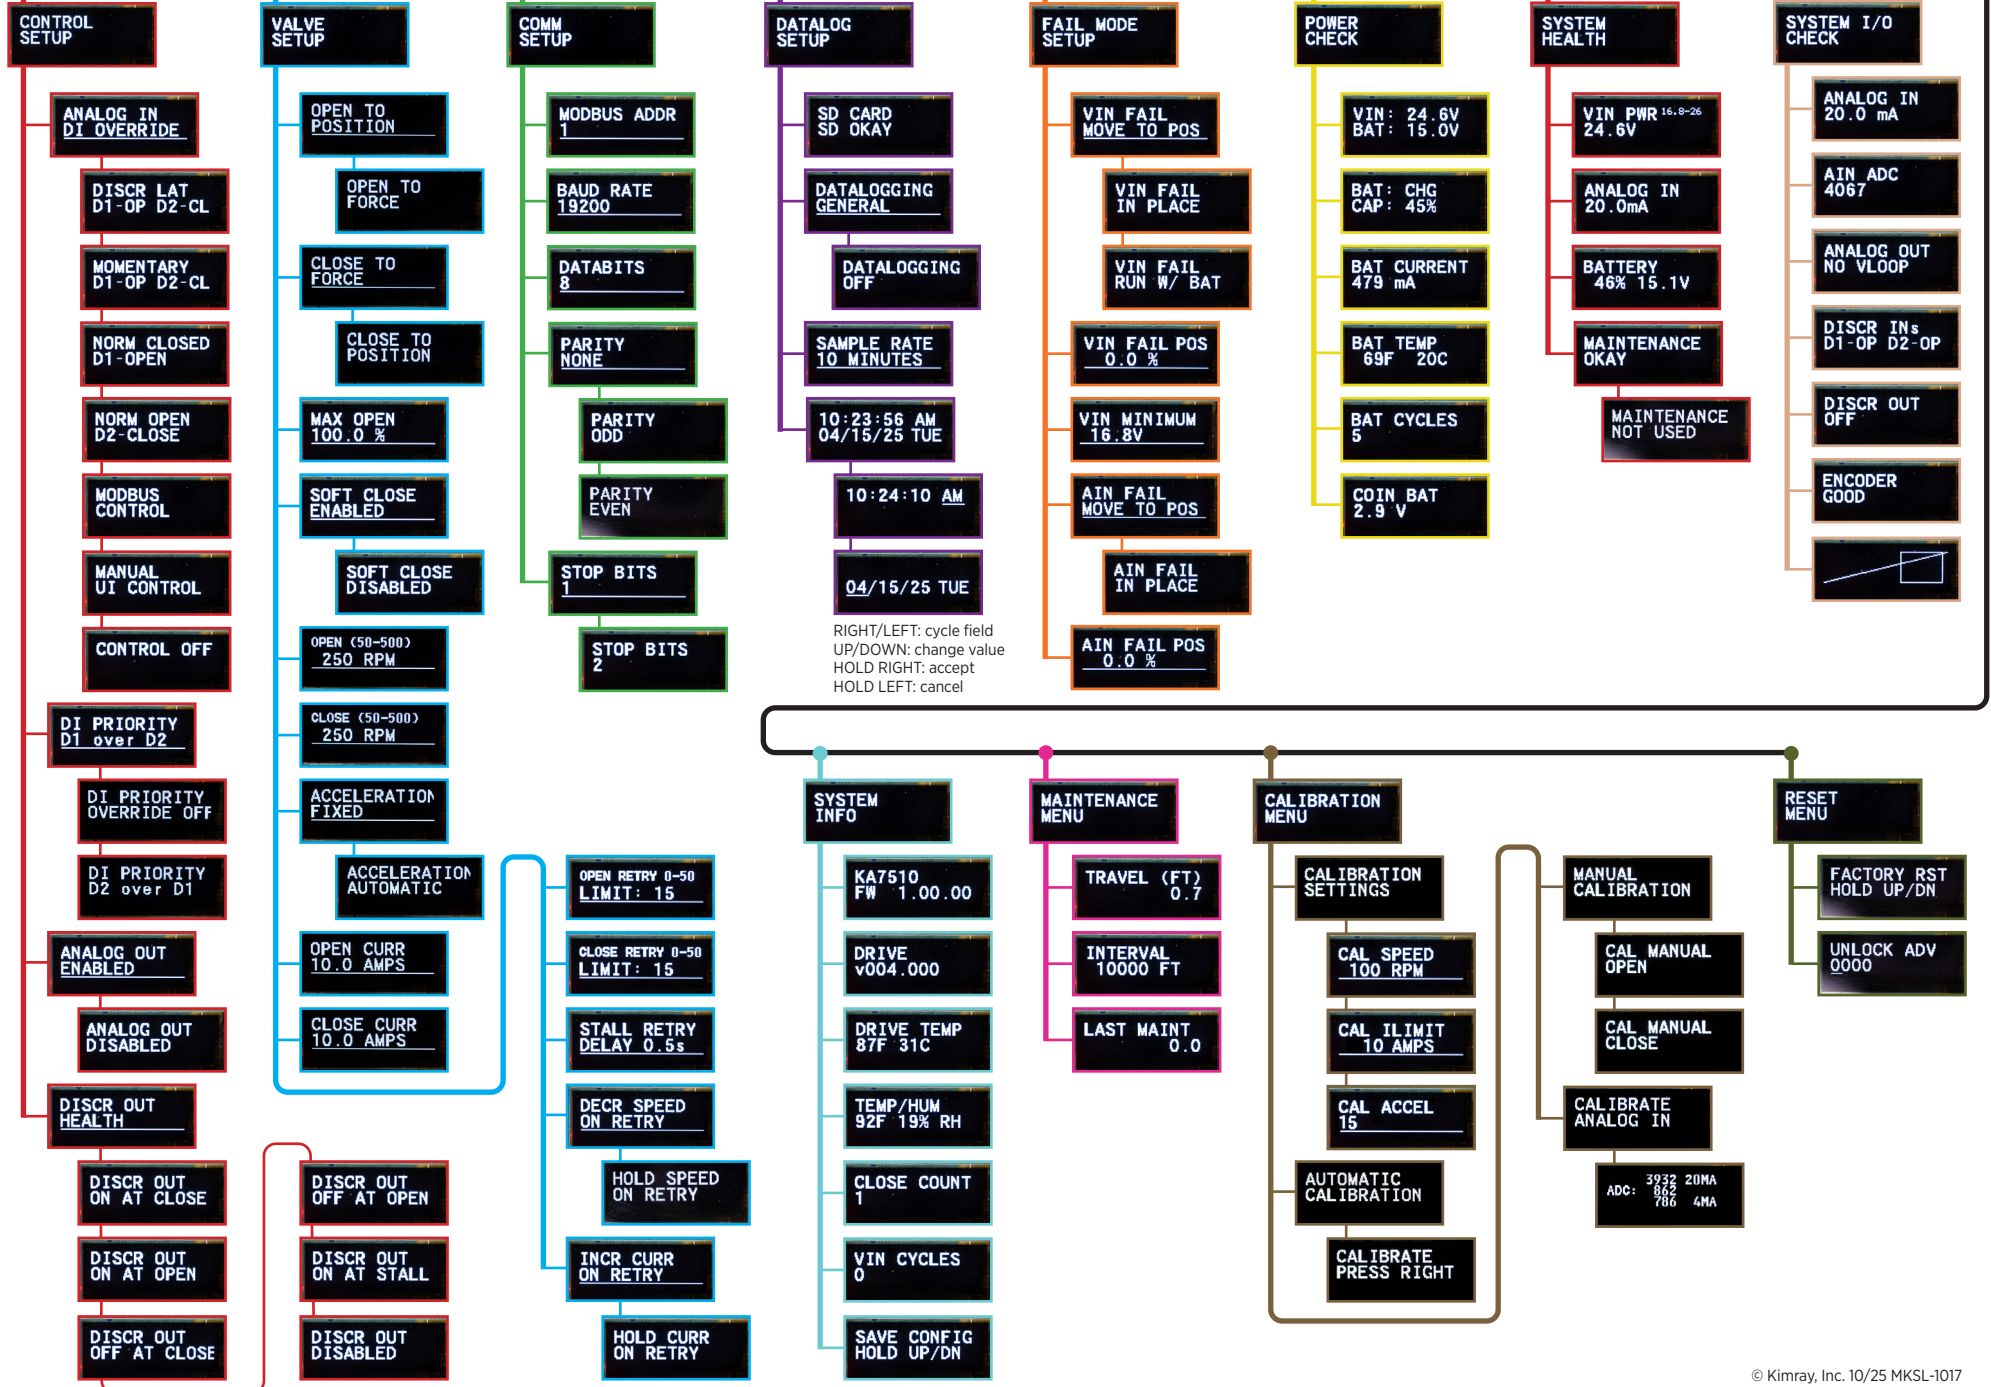 CONTROL
SETUP
ANALOG IN
DI OVERRIDE
DISCR LAT
D1-OP D2-CL
MOMENTARY
D1-OP D2-CL
NORM CLOSED
D1-OPEN
NORM OPEN
D2-CLOSE
MODBUS
CONTROL
MANUAL
UI CONTROL
CONTROL OFF
DI PRIORITY
D1 over D2
DI PRIORITY
OVERRIDE OFF
DI PRIORITY
D2 over D1
ANALOG OUT
ENABLED
ANALOG OUT
DISABLED
DISCR OUT
HEALTH
DISCR OUT
ON AT CLOSE
DISCR OUT
ON AT OPEN
DISCR OUT
OFF AT CLOSE
DISCR OUT
OFF AT OPEN
DISCR OUT
ON AT STALL
DISCR OUT
DISABLED
VALVE
SETUP
OPEN TO
POSITION
OPEN TO
FORCE
CLOSE TO
FORCE
CLOSE TO
POSITION
MAX OPEN
100.0 %
SOFT CLOSE
ENABLED
SOFT CLOSE
DISABLED
OPEN (50-500)
250 RPM
CLOSE (50-500)
250 RPM
ACCELERATION
FIXED
ACCELERATION
AUTOMATIC
OPEN CURR
10.0 AMPS
CLOSE CURR
10.0 AMPS
OPEN RETRY 0-50
LIMIT: 15
CLOSE RETRY 0-50
LIMIT: 15
STALL RETRY
DELAY 0.5s
DECR SPEED
ON RETRY
HOLD SPEED
ON RETRY
INCR CURR
ON RETRY
HOLD CURR
ON RETRY
COMM
SETUP
MODBUS ADDR
1
BAUD RATE
19200
DATABITS
8
PARITY
NONE
PARITY
ODD
PARITY
EVEN
STOP BITS
1
STOP BITS
2
DATALOG
SETUP
SD CARD
SD OKAY
DATALOGGING
GENERAL
DATALOGGING
OFF
SAMPLE RATE
10 MINUTES
10:23:56 AM
04/15/25 TUE
10:24:10 AM
04/15/25 TUE
RIGHT/LEFT: cycle field
UP/DOWN: change value
HOLD RIGHT: accept
HOLD LEFT: cancel
FAIL MODE
SETUP
VIN FAIL
MOVE TO POS
VIN FAIL
IN PLACE
VIN FAIL
RUN W/ BAT
VIN FAIL POS
0.0 %
VIN MINIMUM
16.8V
AIN FAIL
MOVE TO POS
AIN FAIL
IN PLACE
AIN FAIL POS
0.0 %
POWER
CHECK
VIN: 24.6V
BAT: 15.0V
BAT: CHG
CAP: 45%
BAT CURRENT
479 mA
BAT TEMP
69F 20C
BAT CYCLES
5
COIN BAT
2.9 V
SYSTEM
HEALTH
VIN PWR 16.8-26
24.6V
ANALOG IN
20.0mA
BATTERY
46% 15.1V
MAINTENANCE
OKAY
MAINTENANCE
NOT USED
SYSTEM I/O
CHECK
ANALOG IN
20.0 mA
AIN ADC
4067
ANALOG OUT
NO VLOOP
DISCR INs
D1-OP D2-OP
DISCR OUT
OFF
ENCODER
GOOD
SYSTEM
INFO
KA7510
FW 1.00.00
DRIVE
v004.000
DRIVE TEMP
87F 31C
TEMP/HUM
92F 19% RH
CLOSE COUNT
1
VIN CYCLES
0
SAVE CONFIG
HOLD UP/DN
MAINTENANCE
MENU
TRAVEL (FT)
0.7
INTERVAL
10000 FT
LAST MAINT
0.0
CALIBRATION
MENU
CALIBRATION
SETTINGS
CAL SPEED
100 RPM
CAL ILIMIT
10 AMPS
CAL ACCEL
15
AUTOMATIC
CALIBRATION
CALIBRATE
PRESS RIGHT
MANUAL
CALIBRATION
CAL MANUAL
OPEN
CAL MANUAL
CLOSE
CALIBRATE
ANALOG IN
3932 20MA
ADC: 862
786 4MA
RESET
MENU
FACTORY RST
HOLD UP/DN
UNLOCK ADV
0000
© Kimray, Inc. 10/25 MKSL-1017